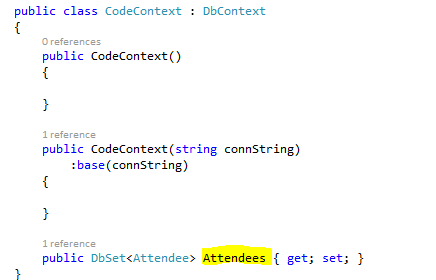 public class CodeContext : DbContext
{
0 references
public CodeContext()
{
}
1 reference
public CodeContext(string connString)
:base(connString)
{
}
1 reference
public DbSet<Attendee> Attendees { get; set; }
}